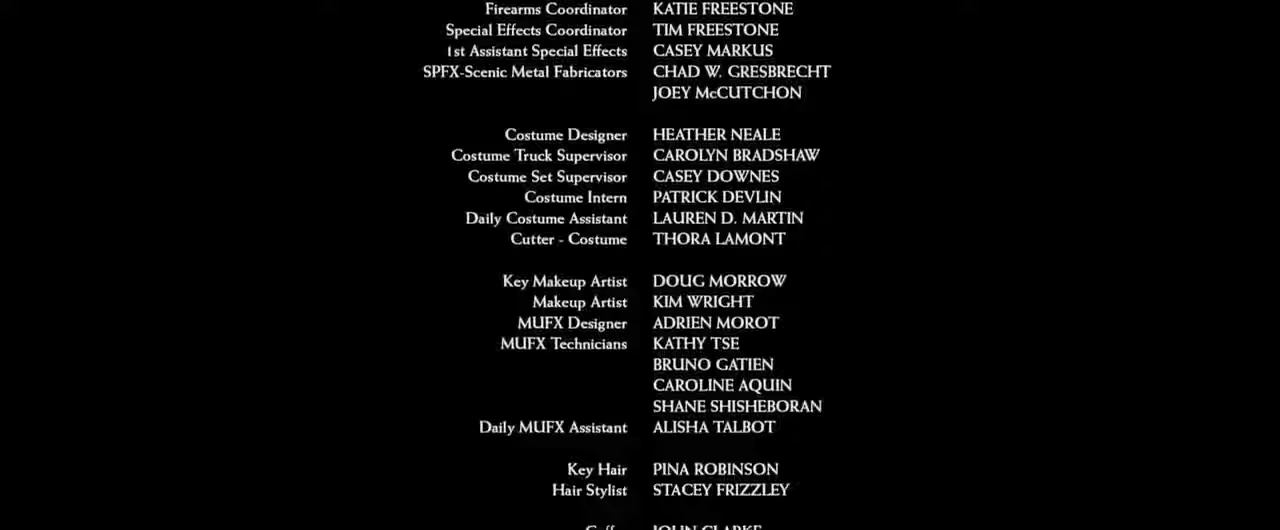 Firearms Coordinator KATIE FREESTONE
Special Effects Coordinator TIM FREESTONE
1st Assistant Special Effects CASEY MARKUS
SPFX-Scenic Metal Fabricators CHAD W. GRESBRECHT
JOEY McCUTCHON
Costume Designer HEATHER NEALE
Costume Truck Supervisor CAROLYN BRADSHAW
Costume Set Supervisor CASEY DOWNES
Costume Intern PATRICK DEVLIN
Daily Costume Assistant LAUREN D. MARTIN
Cutter - Costume THORA LAMONT
Key Makeup Artist DOUG MORROW
Makeup Artist KIM WRIGHT
MUFX Designer ADRIEN MOROT
MUFX Technicians KATHY TSE
BRUNO GATIEN
CAROLINE AQUIN
SHANE SHISHEBORAN
Daily MUFX Assistant ALISHA TALBOT
Key Hair PINA ROBINSON
Hair Stylist STACEY FRIZZLEY
JOHN CLARKE